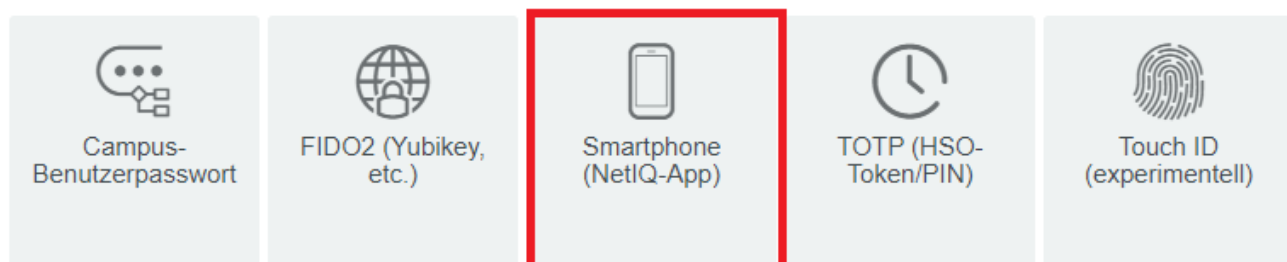 Campus-
Benutzerpasswort
FIDO2 (Yubikey,
etc.)
Smartphone
(NetIQ-App)
TOTP (HSO-
Token/PIN)
Touch ID
(experimentell)